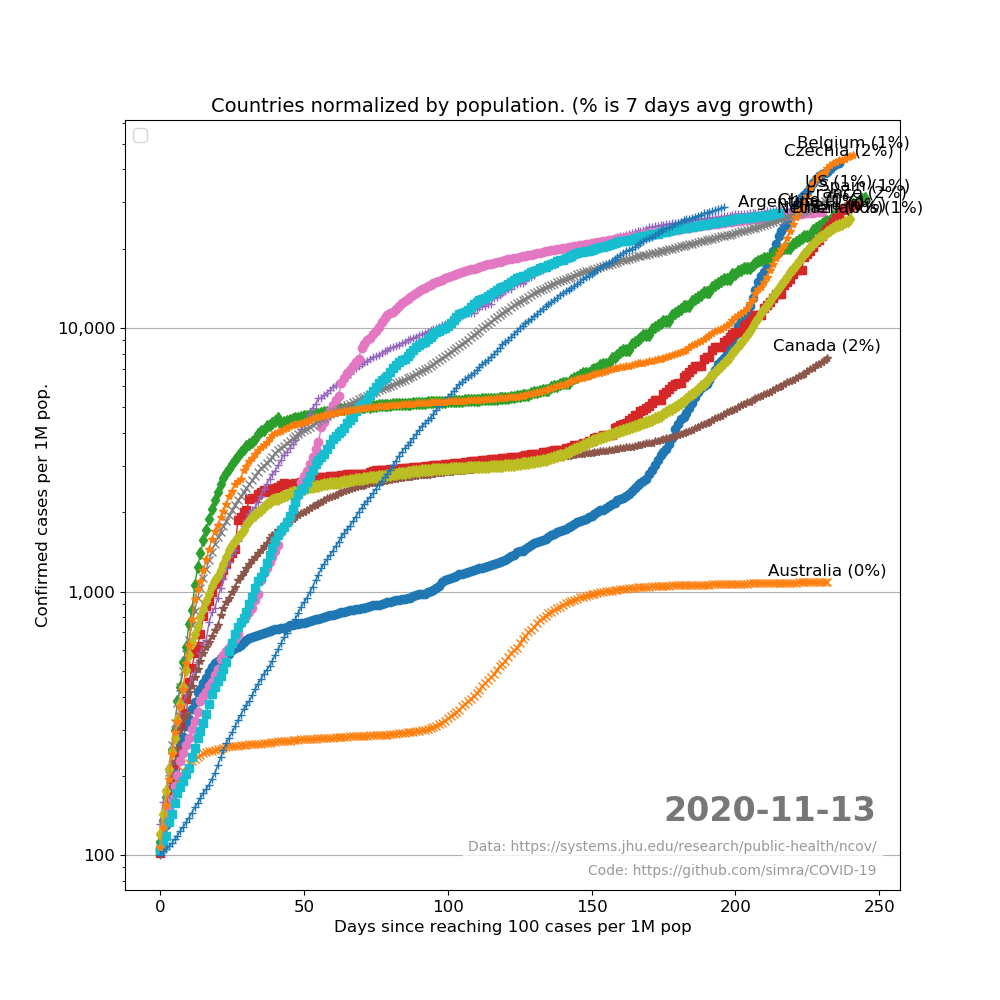 Countries normalized by population. (% is 7 days avg growth)
Belgium (1%)
Czechia (2%)
US (1%)
Spain (1%)
France (2%)
Argentina
Netherlands (1%)
Canada (2%)
Australia (0%)
10,000
1,000
100
Confirmed cases per 1M pop.
2020-11-13
Data: https://systems.jhu.edu/research/public-health/ncov/
Code: https://github.com/simra/COVID-19
0 50 100 150 200 250
Days since reaching 100 cases per 1M pop